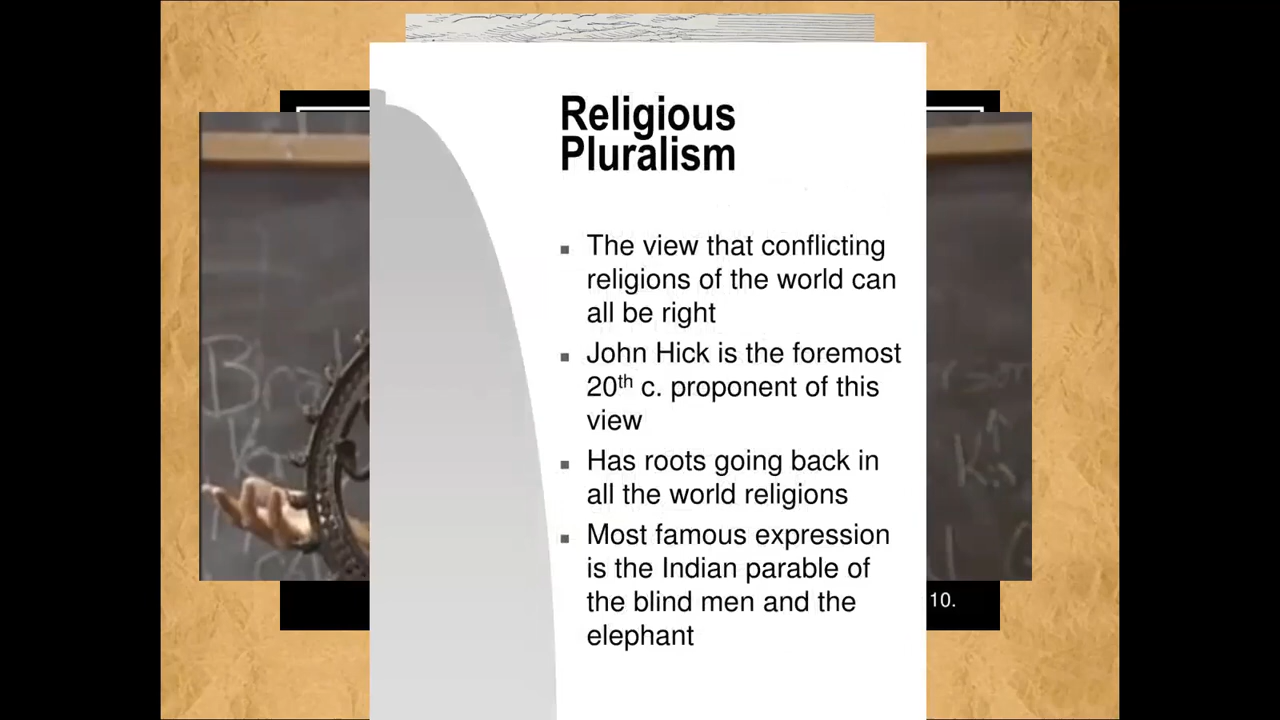 Religious
Pluralism
The view that conflicting
religions of the world can
all be right
John Hick is the foremost
20th c. proponent of this
view
Has roots going back in
all the world religions
Most famous expression
is the Indian parable of
the blind men and the
elephant
10.